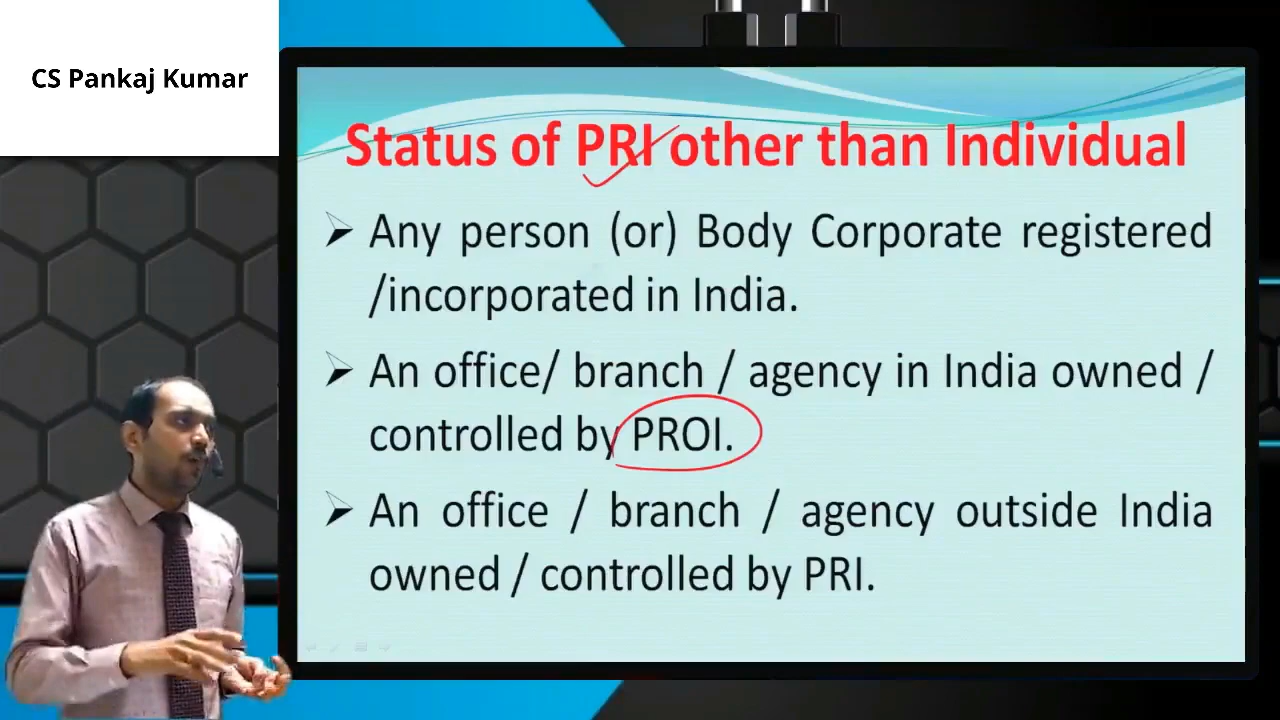 CS Pankaj Kumar
Status of PRI other than Individual
➢ Any person (or) Body Corporate registered
/incorporated in India.
➢ An office/ branch / agency in India owned /
controlled by PROI.
➢ An office / branch / agency outside India
owned / controlled by PRI.